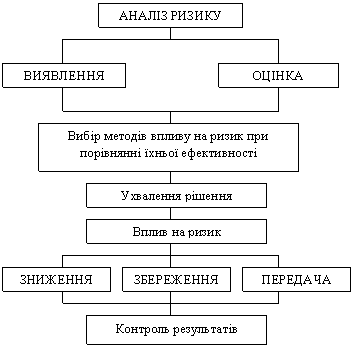 АНАЛІЗ РИЗИКУ
ВИЯВЛЕННЯ
ОЦІНКА
Вибір методів впливу на ризик при
порівнянні їхньої ефективності
Ухвалення рішення
Вплив на ризик
ЗНИЖЕННЯ
ЗБЕРЕЖЕННЯ
ПЕРЕДАЧА
Контроль результатів